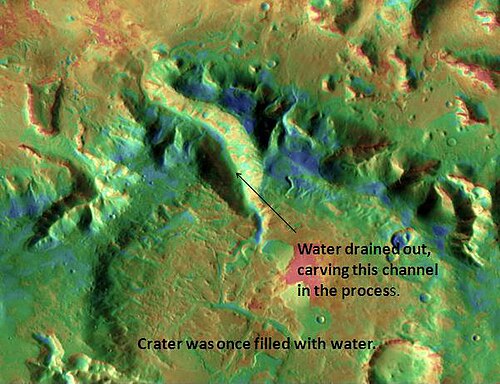 Water drained out,
carving this channel
in the process.
Crater was once filled with water.